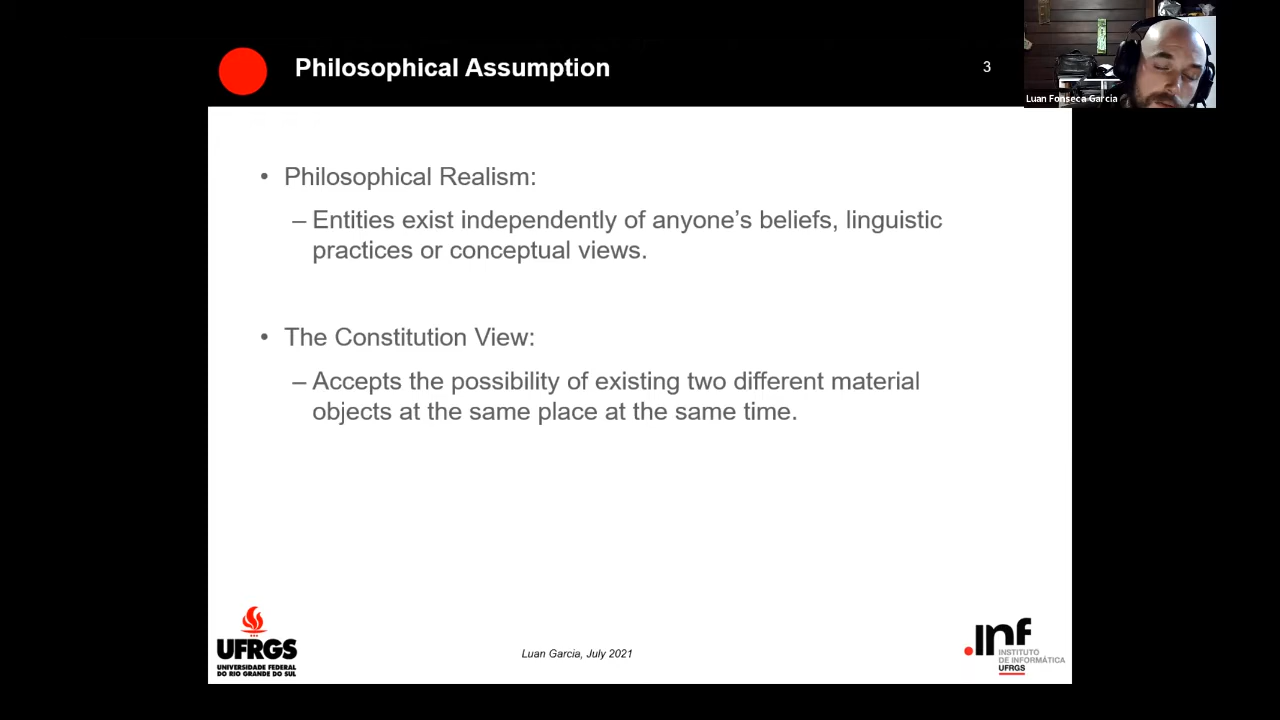 Philosophical Assumption
3
Luan Fonseca Garcia
• Philosophical Realism:
– Entities exist independently of anyone’s beliefs, linguistic
practices or conceptual views.
• The Constitution View:
– Accepts the possibility of existing two different material
objects at the same place at the same time.
UFRGS
UNIVERSIDADE FEDERAL
DO RIO GRANDE DO SUL
Luan Garcia, July 2021
.inf
INSTITUTO
DE INFORMÁTICA
UFRGS